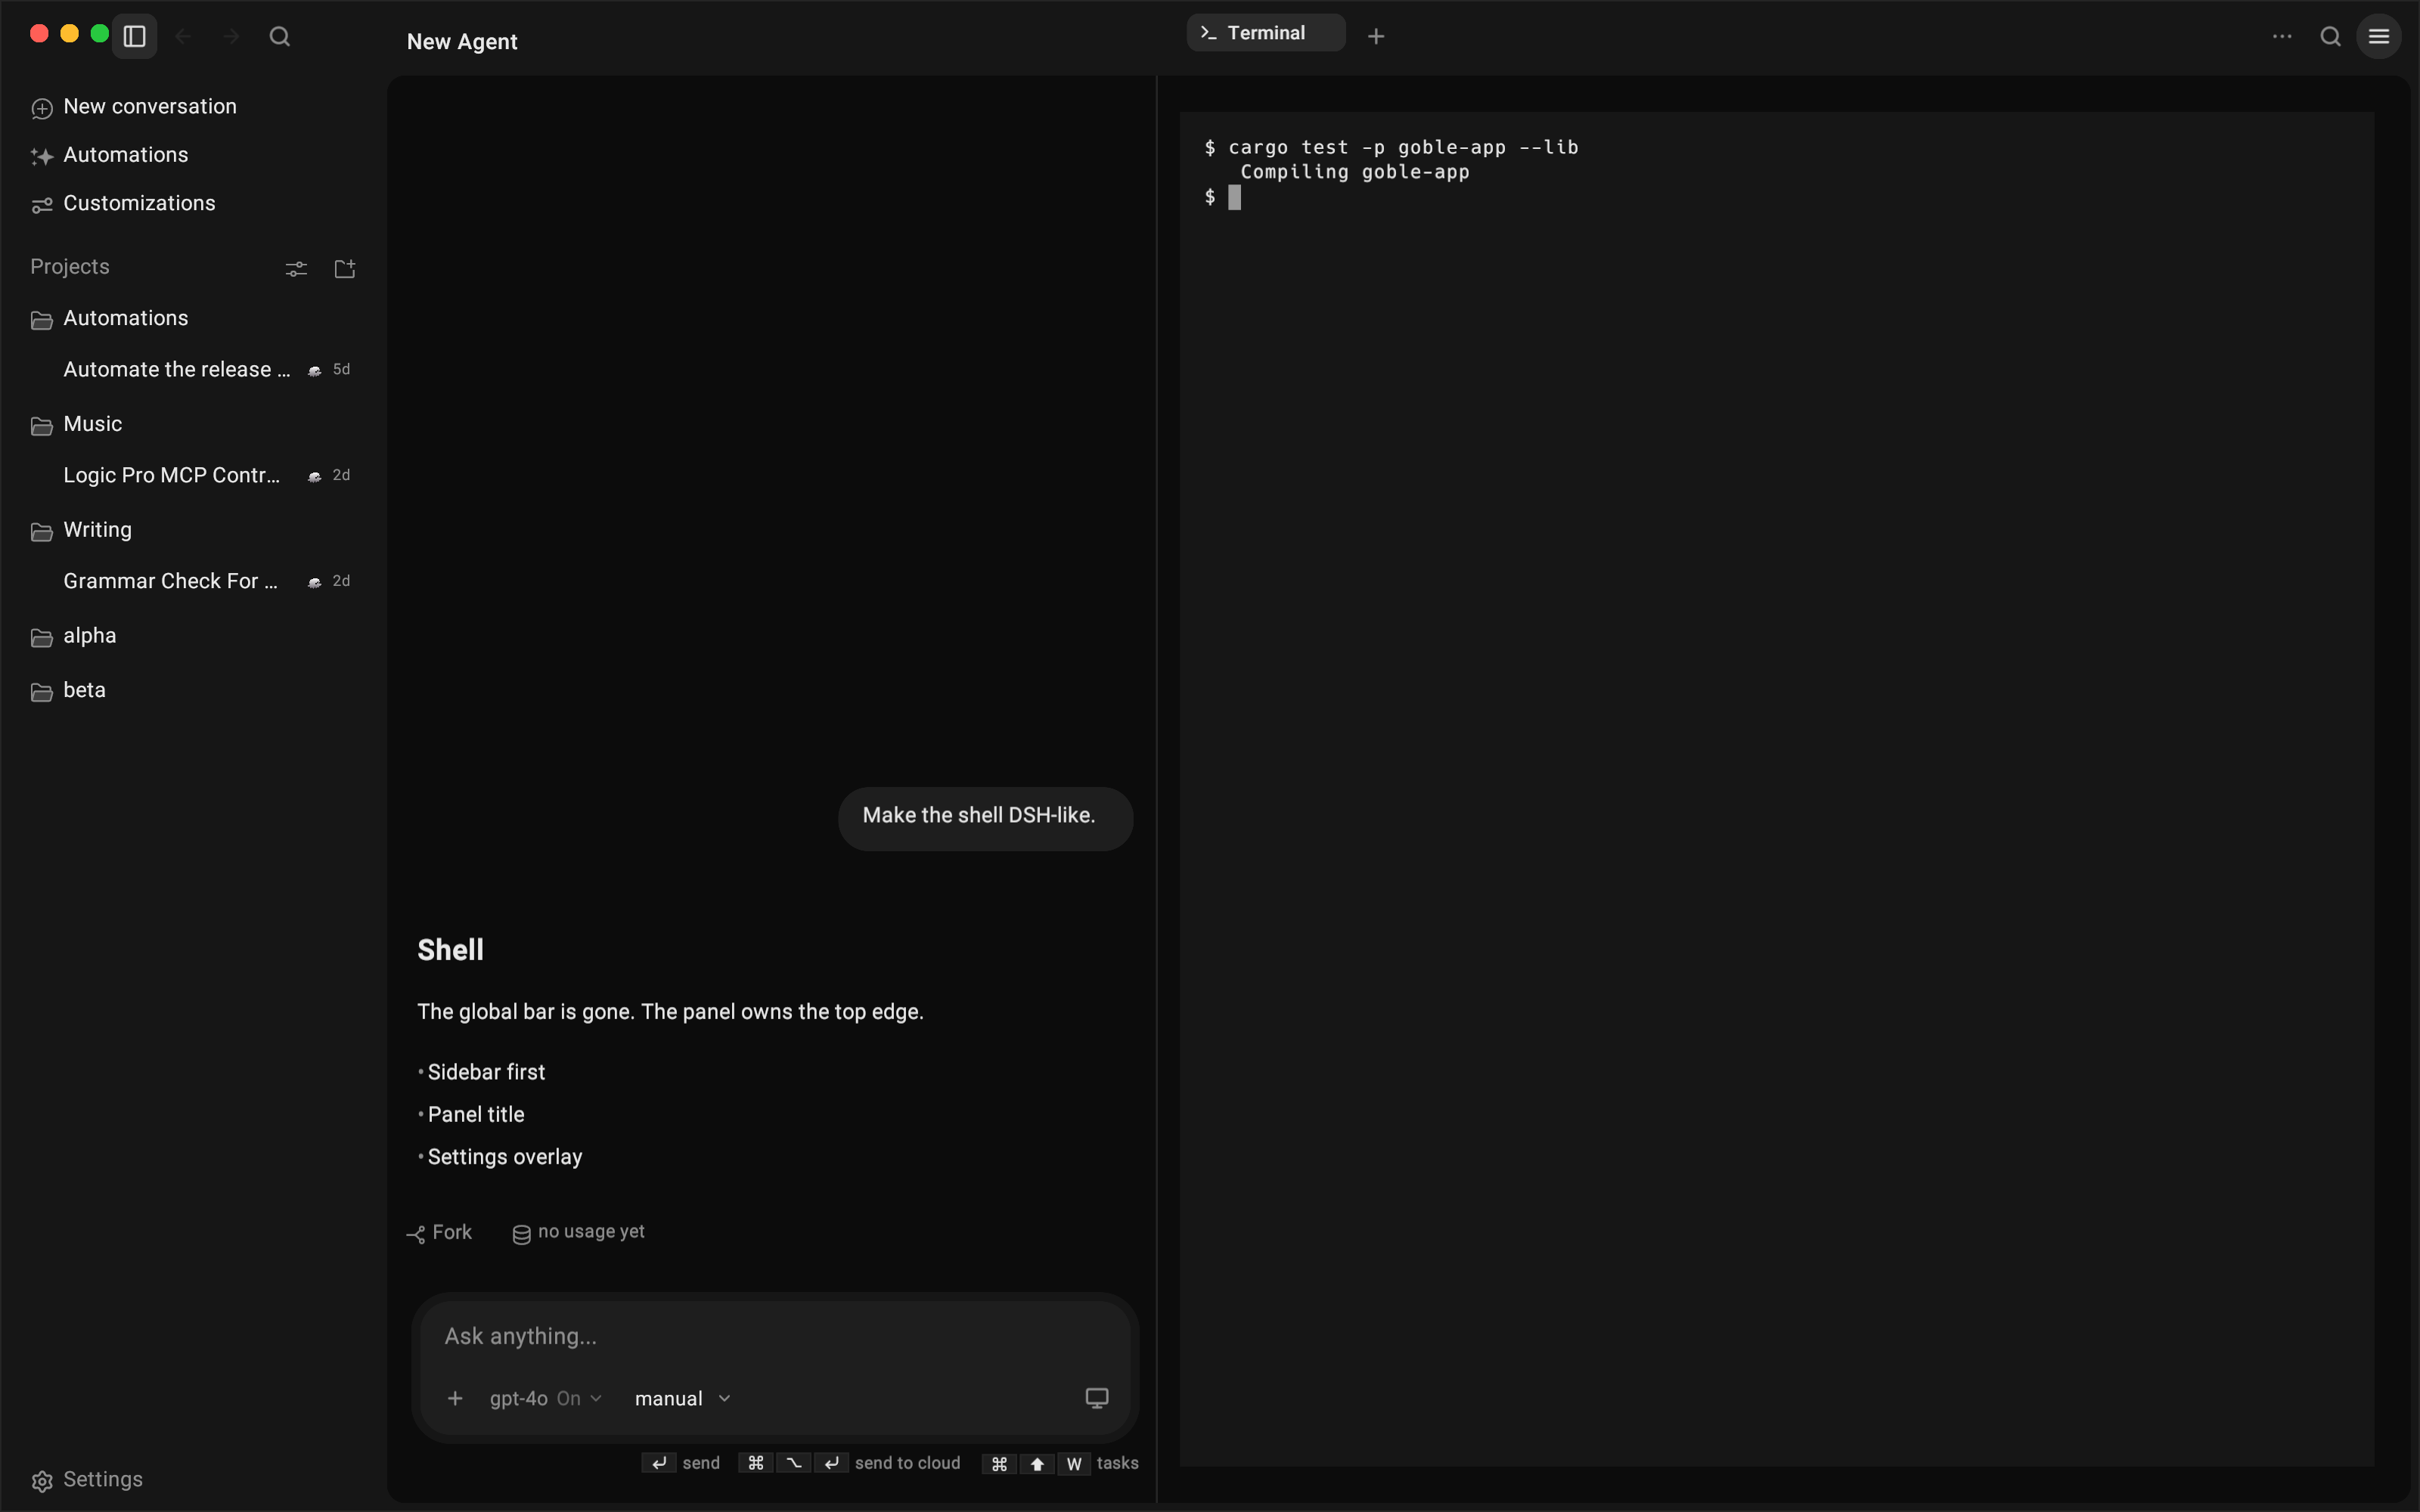 New Agent
Terminal
New conversation
Automations
Customizations
Projects
Automations
Automate the release ... 5d
Music
Logic Pro MCP Contr... 2d
Writing
Grammar Check For ... 2d
alpha
beta
Settings
Make the shell DSH-like.
Shell
The global bar is gone. The panel owns the top edge.
• Sidebar first
• Panel title
• Settings overlay
Fork no usage yet
Ask anything...
+ gpt-4o On manual
↵ send ⌘ ⌥ ↵ send to cloud ⌘ ⬆ W tasks
$ cargo test -p goble-app --lib
Compiling goble-app
$